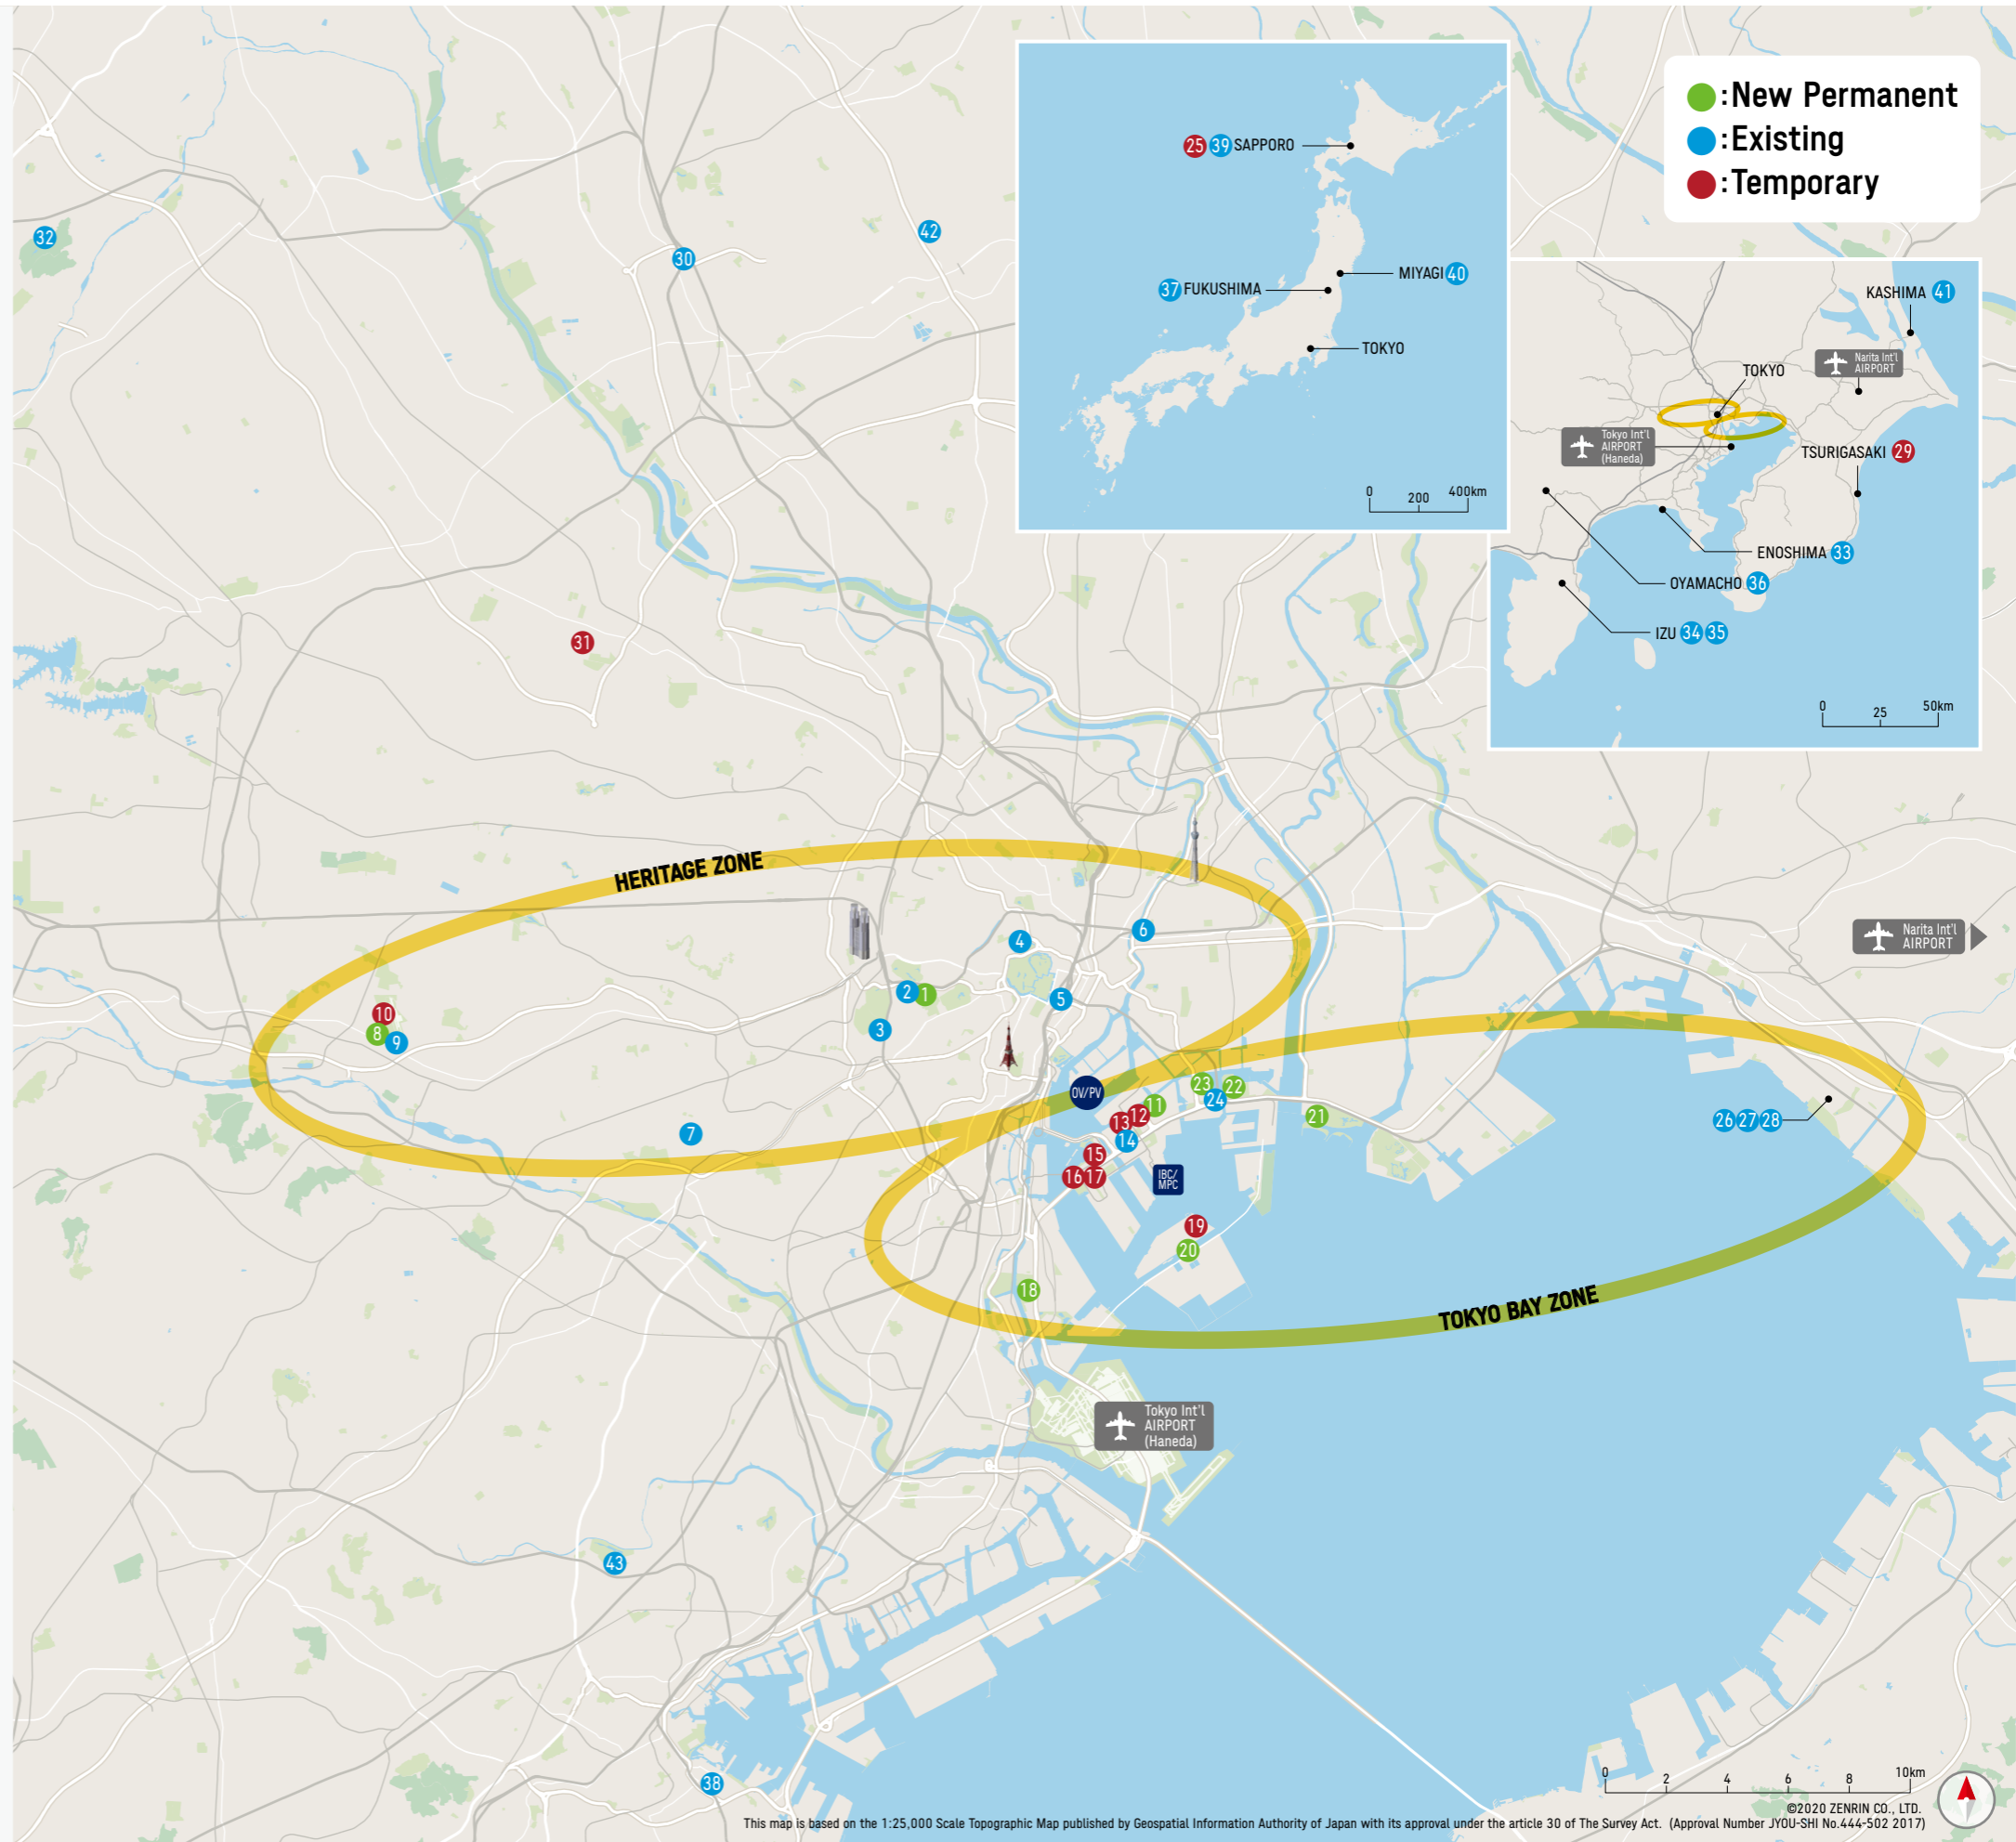 :New Permanent
:Existing
:Temporary
25 39 SAPPORO
MIYAGI 40
37 FUKUSHIMA
TOKYO
0 200 400km
KASHIMA 41
Narita Int'l
AIRPORT
TOKYO
Tokyo Int'l
AIRPORT
(Haneda)
TSURIGASAKI 29
ENOSHIMA 33
OYAMACHO 36
IZU 34 35
0 25 50km
32
42
30
31
HERITAGE ZONE
6
4
Narita Int'l
AIRPORT
2 1
5
10
3
8
9
23 22
OV/PV
24
11
12
21
13
26 27 28
7
14
15
16 17
IBC/
MPC
19
20
18
TOKYO BAY ZONE
Tokyo Int'l
AIRPORT
(Haneda)
43
38
0 2 4 6 8 10km
©2020 ZENRIN CO., LTD.
This map is based on the 1:25,000 Scale Topographic Map published by Geospatial Information Authority of Japan with its approval under the article 30 of The Survey Act. (Approval Number JYOU-SHI No.444-502 2017)